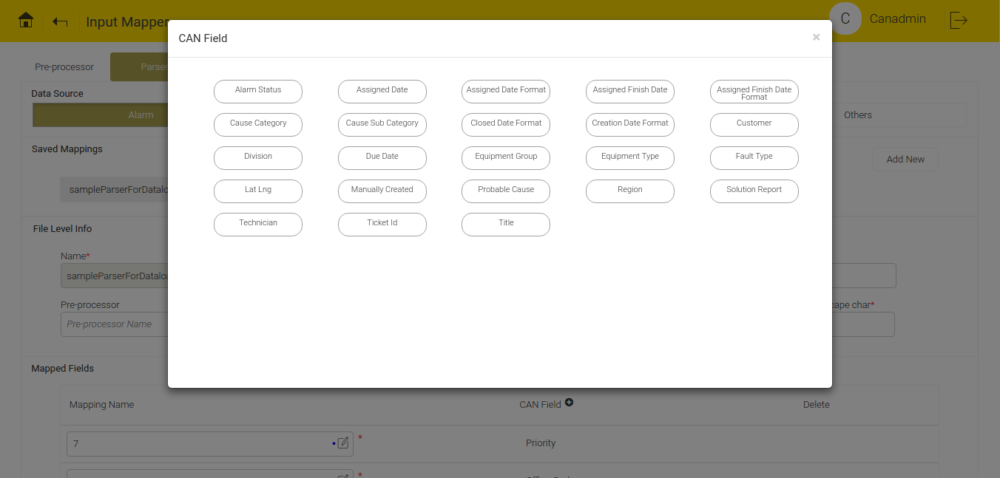 Input Mapper
C
Canadmin
CAN Field
×
Pre-processor
Parser
Data Source
Alarm
Others
Saved Mappings
Add New
sampleParserForDatalo
File Level Info
Name*
sampleParserForDataloa
Pre-processor
cape char*
Pre-processor Name
Alarm Status
Assigned Date
Assigned Date Format
Assigned Finish Date
Assigned Finish Date
Format
Cause Category
Cause Sub Category
Closed Date Format
Creation Date Format
Customer
Division
Due Date
Equipment Group
Equipment Type
Fault Type
Lat Lng
Manually Created
Probable Cause
Region
Solution Report
Technician
Ticket Id
Title
Mapped Fields
Mapping Name
CAN Field
Delete
7
*
Priority
*